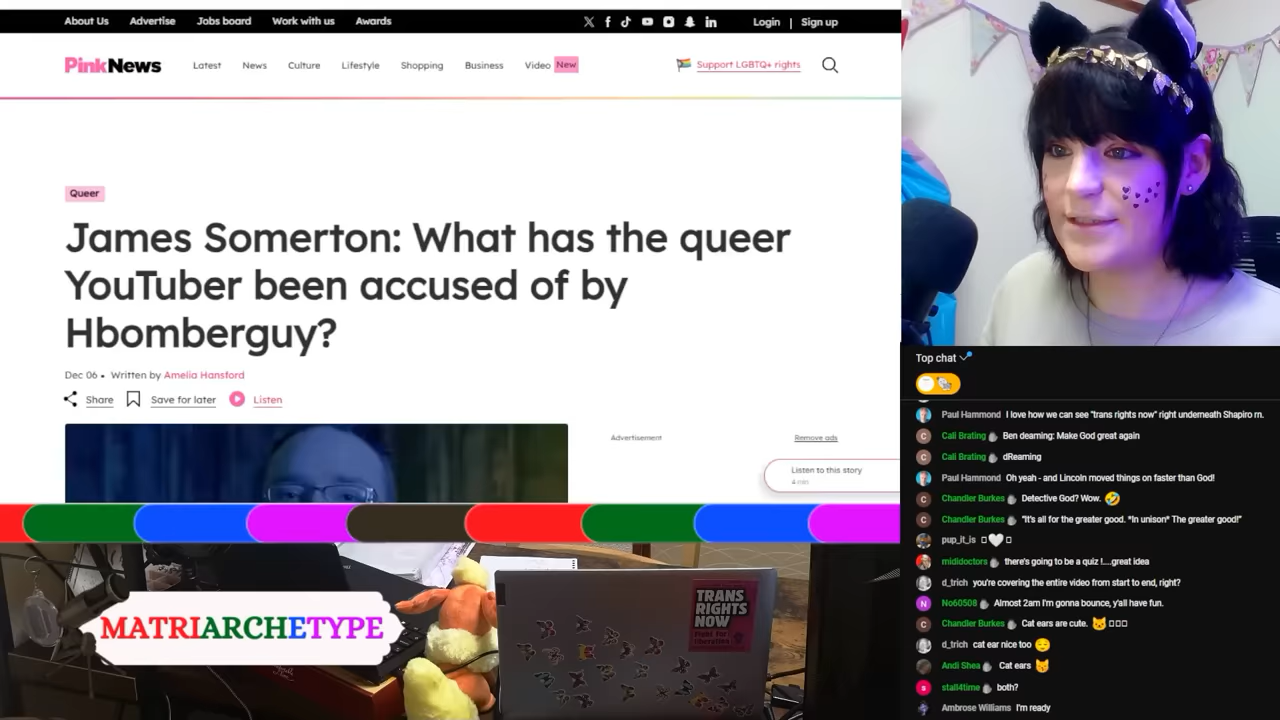 About Us Advertise Jobs board Work with us Awards Login | Sign up
PinkNews Latest News Culture Lifestyle Shopping Business Video New Support LGBTQ+ rights
Queer
James Somerton: What has the queer
YouTuber been accused of by
Hbomberguy?
Dec 06 • Written by Amelia Hansford
Share Save for later Listen
Advertisement Remove ads
Listen to this story
4 min
MATRIARCHETYPE
TRANS
RIGHTS
NOW
Fight For
Liberation
Top chat
Paul Hammond I love how we can see "trans rights now" right underneath Shapiro rn.
Cali Brating Ben deaming: Make God great again
Cali Brating dReaming
Paul Hammond Oh yeah - and Lincoln moved things on faster than God!
Chandler Burkes Detective God? Wow. 🤣
Chandler Burkes "It's all for the greater good. *In unison* The greater good!"
pup_it_is 🤍
mididoctors there's going to be a quiz !....great idea
d_trich you're covering the entire video from start to end, right?
No60508 Almost 2am I'm gonna bounce, y'all have fun.
Chandler Burkes Cat ears are cute. 🐱
d_trich cat ear nice too 😌
Andi Shea Cat ears 😼
stall4time both?
Ambrose Williams I'm ready